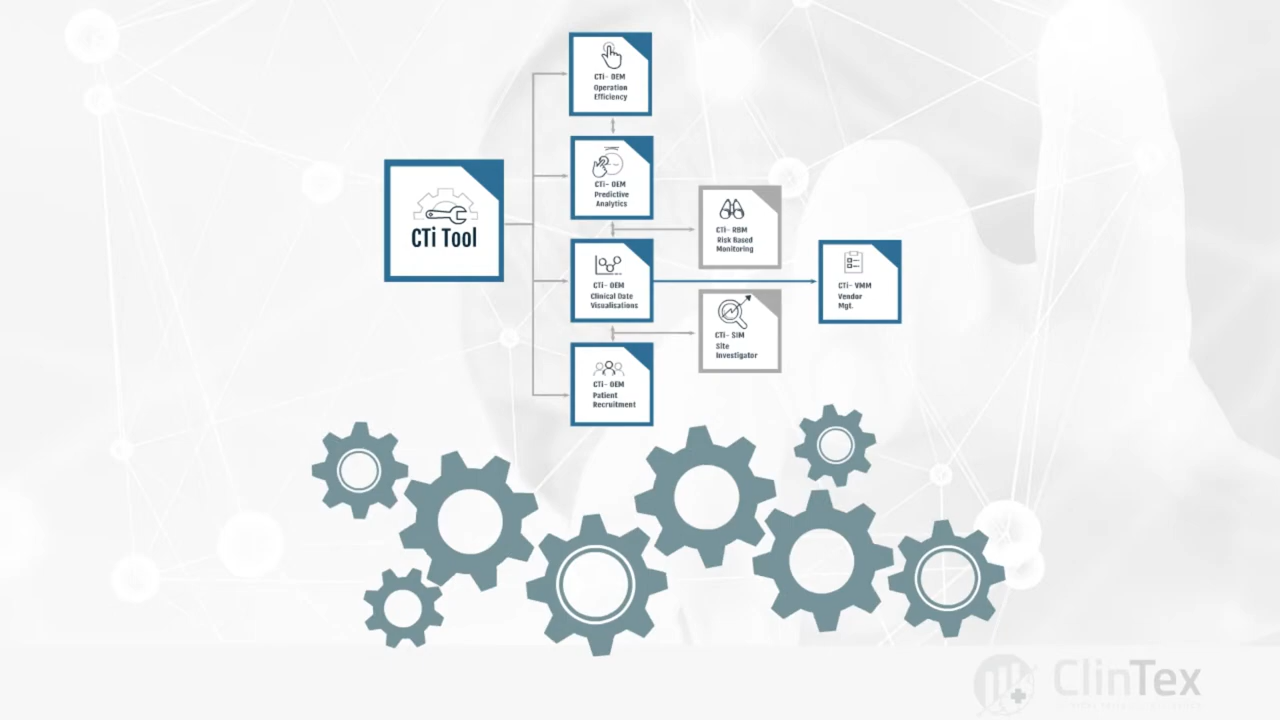 CTi Tool
CTi- OEM
Operation
Efficiency
CTi- OEM
Predictive
Analytics
CTi- OEM
Clinical Date
Visualisations
CTi- OEM
Patient
Recruitment
CTi- RBM
Risk Based
Monitoring
CTi- SIM
Site
Investigator
CTi- VMM
Vendor
Mgt.
ClinTex